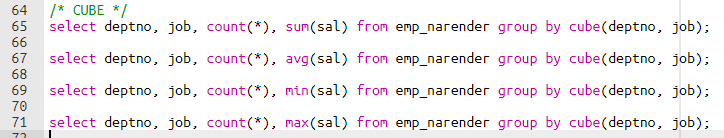 64 /* CUBE */
65 select deptno, job, count(*), sum(sal) from emp_narender group by cube(deptno, job);
66
67 select deptno, job, count(*), avg(sal) from emp_narender group by cube(deptno, job);
68
69 select deptno, job, count(*), min(sal) from emp_narender group by cube(deptno, job);
70
71 select deptno, job, count(*), max(sal) from emp_narender group by cube(deptno, job);
72